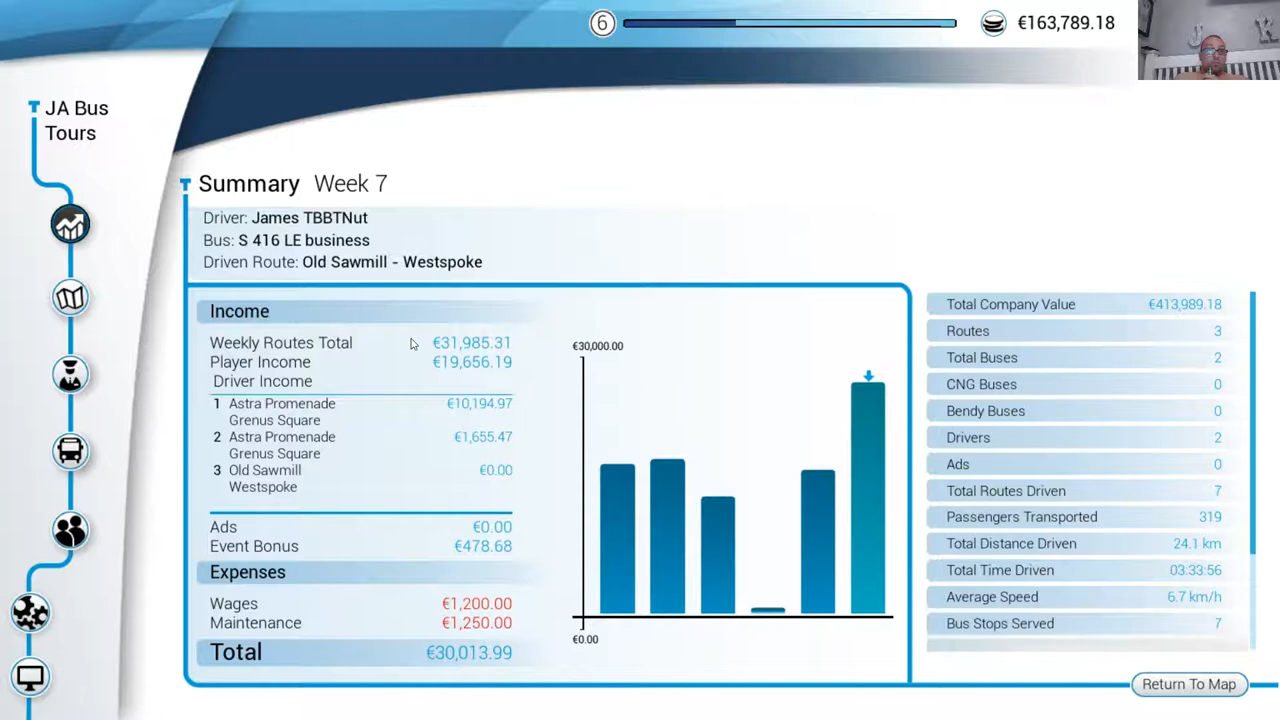 6
€163,789.18
J K
JA Bus
Tours
Summary Week 7
Driver: James TBBTNut
Bus: S 416 LE business
Driven Route: Old Sawmill - Westspoke
Income
Weekly Routes Total €31,985.31
Player Income €19,656.19
Driver Income
1 Astra Promenade €10,194.97
Grenus Square
2 Astra Promenade €1,655.47
Grenus Square
3 Old Sawmill €0.00
Westspoke
Ads €0.00
Event Bonus €478.68
Expenses
Wages €1,200.00
Maintenance €1,250.00
Total €30,013.99
€30,000.00
€0.00
Total Company Value €413,989.18
Routes 3
Total Buses 2
CNG Buses 0
Bendy Buses 0
Drivers 2
Ads 0
Total Routes Driven 7
Passengers Transported 319
Total Distance Driven 24.1 km
Total Time Driven 03:33:56
Average Speed 6.7 km/h
Bus Stops Served 7
Return To Map